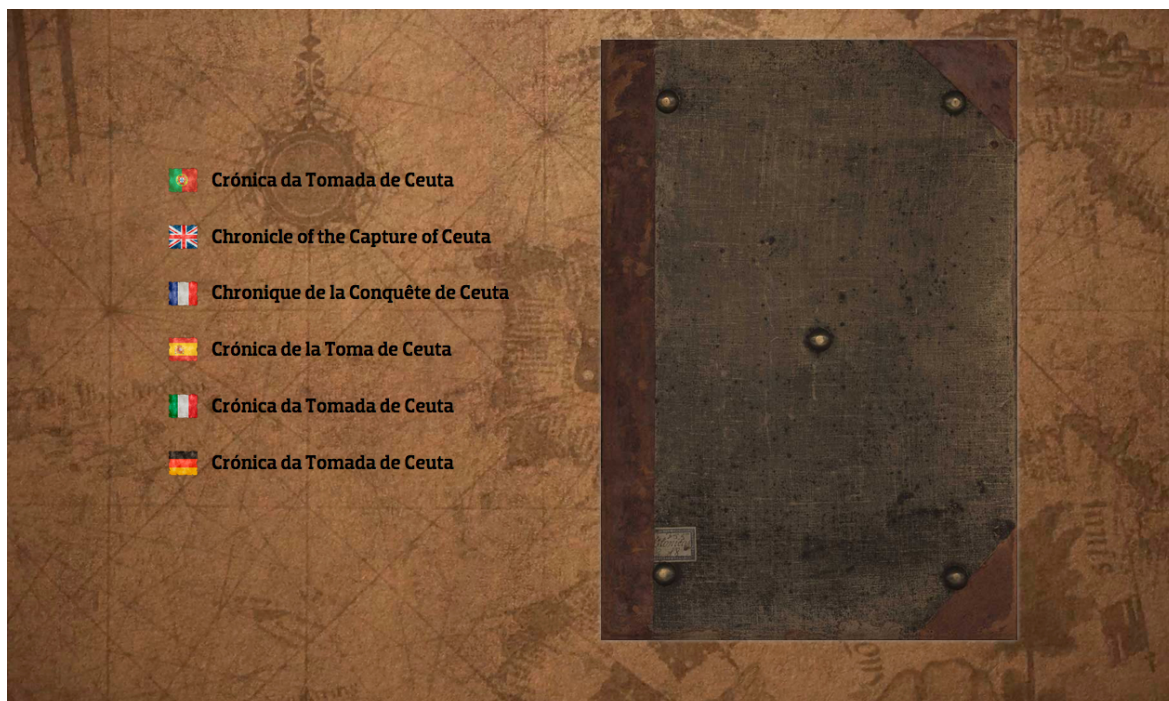 Crónica da Tomada de Ceuta
Chronicle of the Capture of Ceuta
Chronique de la Conquête de Ceuta
Crónica de la Toma de Ceuta
Crónica da Tomada de Ceuta
Crónica da Tomada de Ceuta